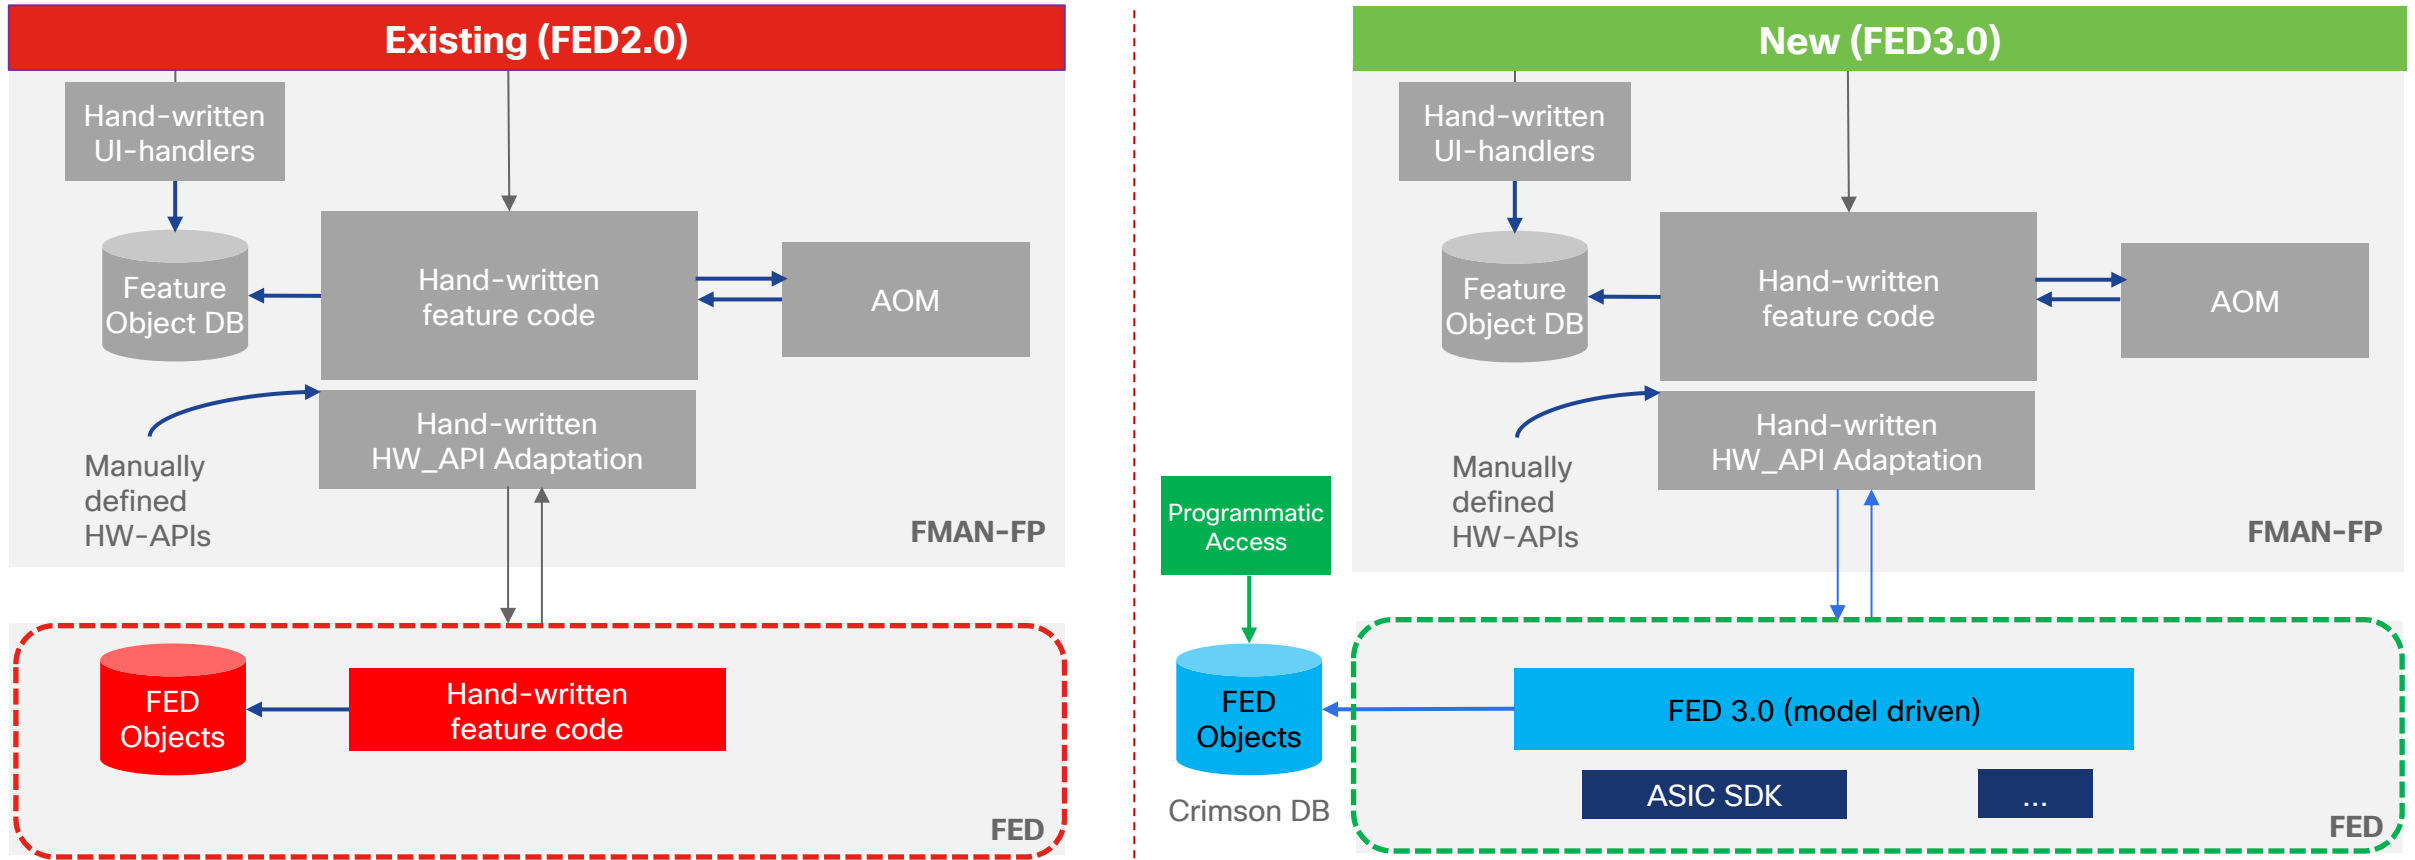 Existing (FED2.0)
Hand-written
UI-handlers
Feature
Object DB
Hand-written
feature code
AOM
Hand-written
HW_API Adaptation
Manually
defined
HW-APIs
FMAN-FP
FED
Objects
Hand-written
feature code
FED
New (FED3.0)
Hand-written
UI-handlers
Feature
Object DB
Hand-written
feature code
AOM
Hand-written
HW_API Adaptation
Manually
defined
HW-APIs
FMAN-FP
Programmatic
Access
FED
Objects
Crimson DB
FED 3.0 (model driven)
ASIC SDK
...
FED